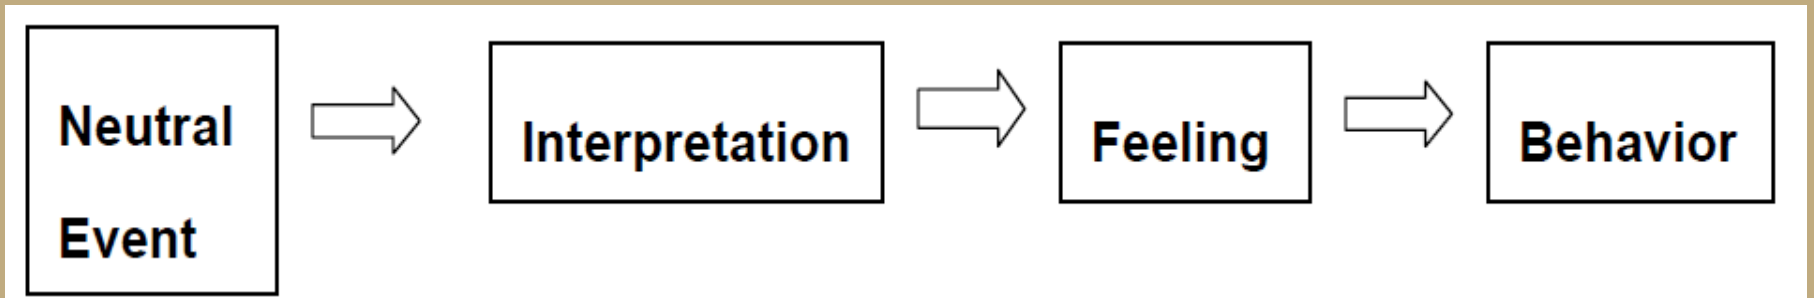 Neutral
Event
Interpretation
Feeling
Behavior